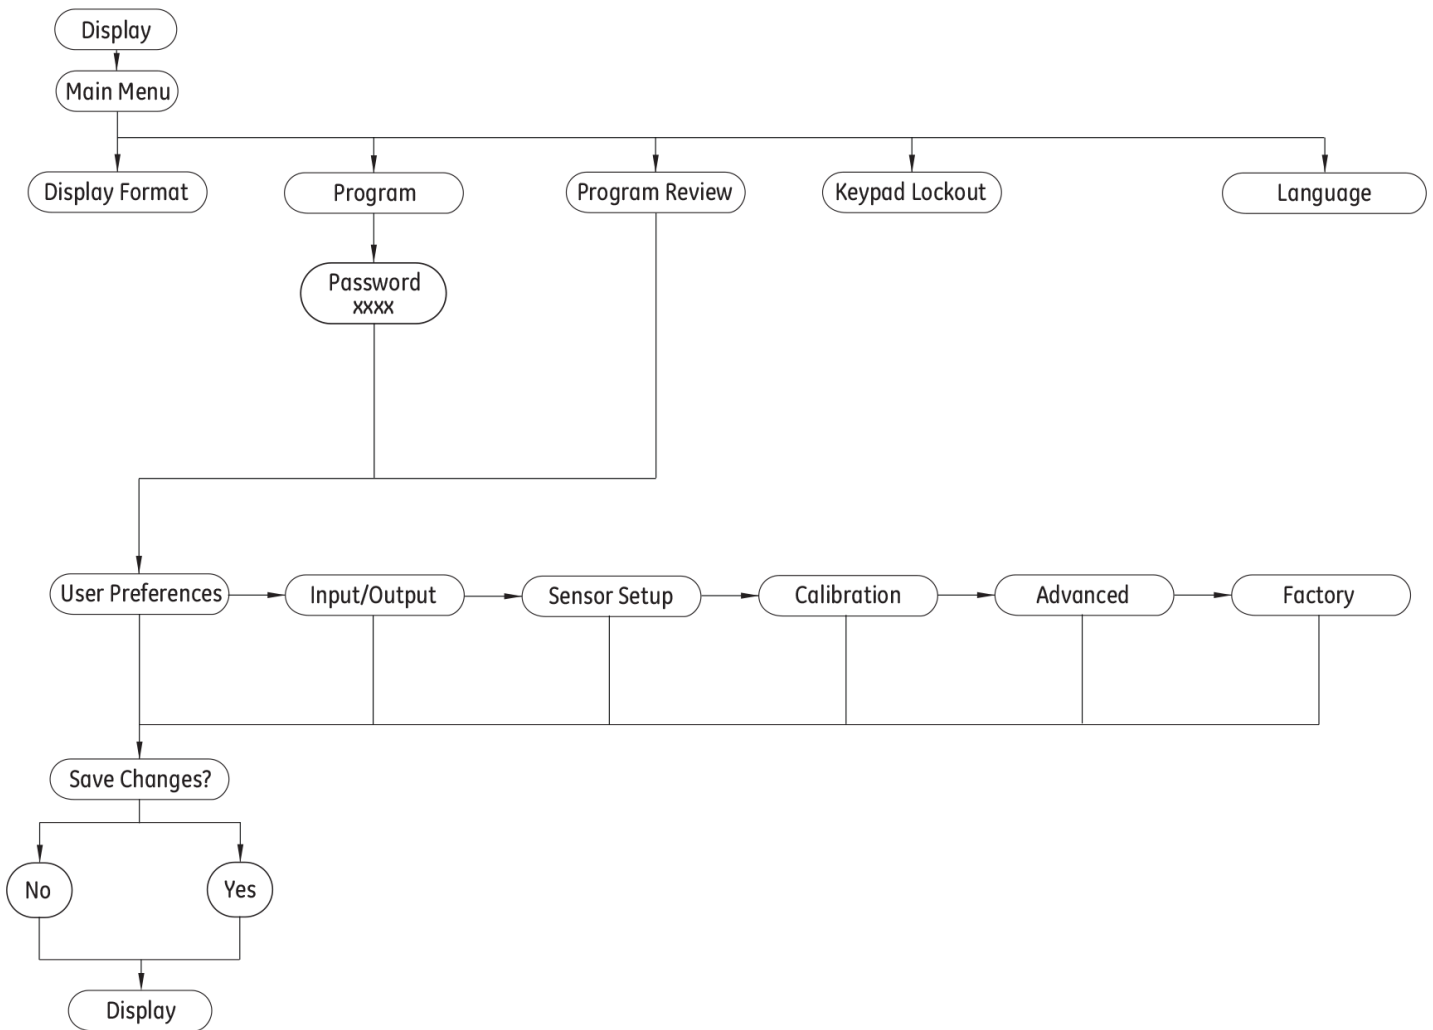 Display
Main Menu
Display Format
Program
Program Review
Keypad Lockout
Language
Password
xxxx
User Preferences
Input/Output
Sensor Setup
Calibration
Advanced
Factory
Save Changes?
No
Yes
Display